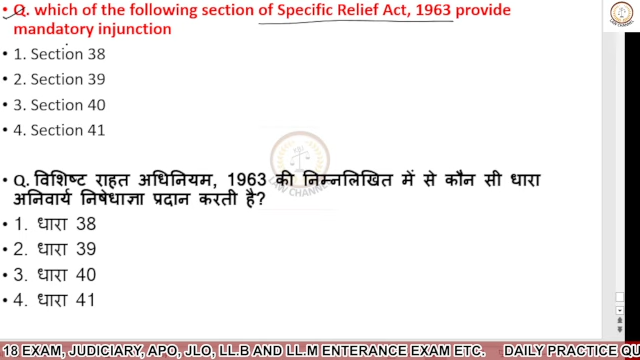 • Q. which of the following section of Specific Relief Act, 1963 provide
mandatory injunction
• 1. Section 38
• 2. Section 39
• 3. Section 40
• 4. Section 41
• Q. विशिष्ट राहत अधिनियम, 1963 की निम्नलिखित में से कौन सी धारा
अनिवार्य निषेधाज्ञा प्रदान करती है?
• 1. धारा 38
• 2. धारा 39
• 3. धारा 40
• 4. धारा 41
LAW CHANNEL
18 EXAM, JUDICIARY, APO, JLO, LL.B AND LL.M ENTERANCE EXAM ETC. DAILY PRACTICE QU